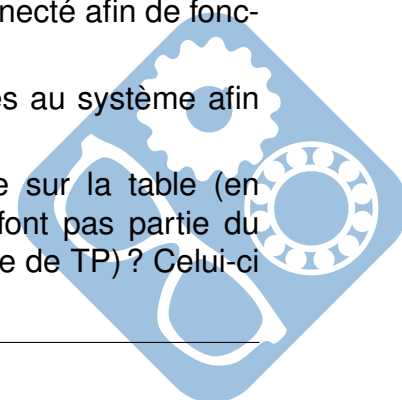 necté afin de fonc-
es au système afin
e sur la table (en
font pas partie du
e de TP) ? Celui-ci